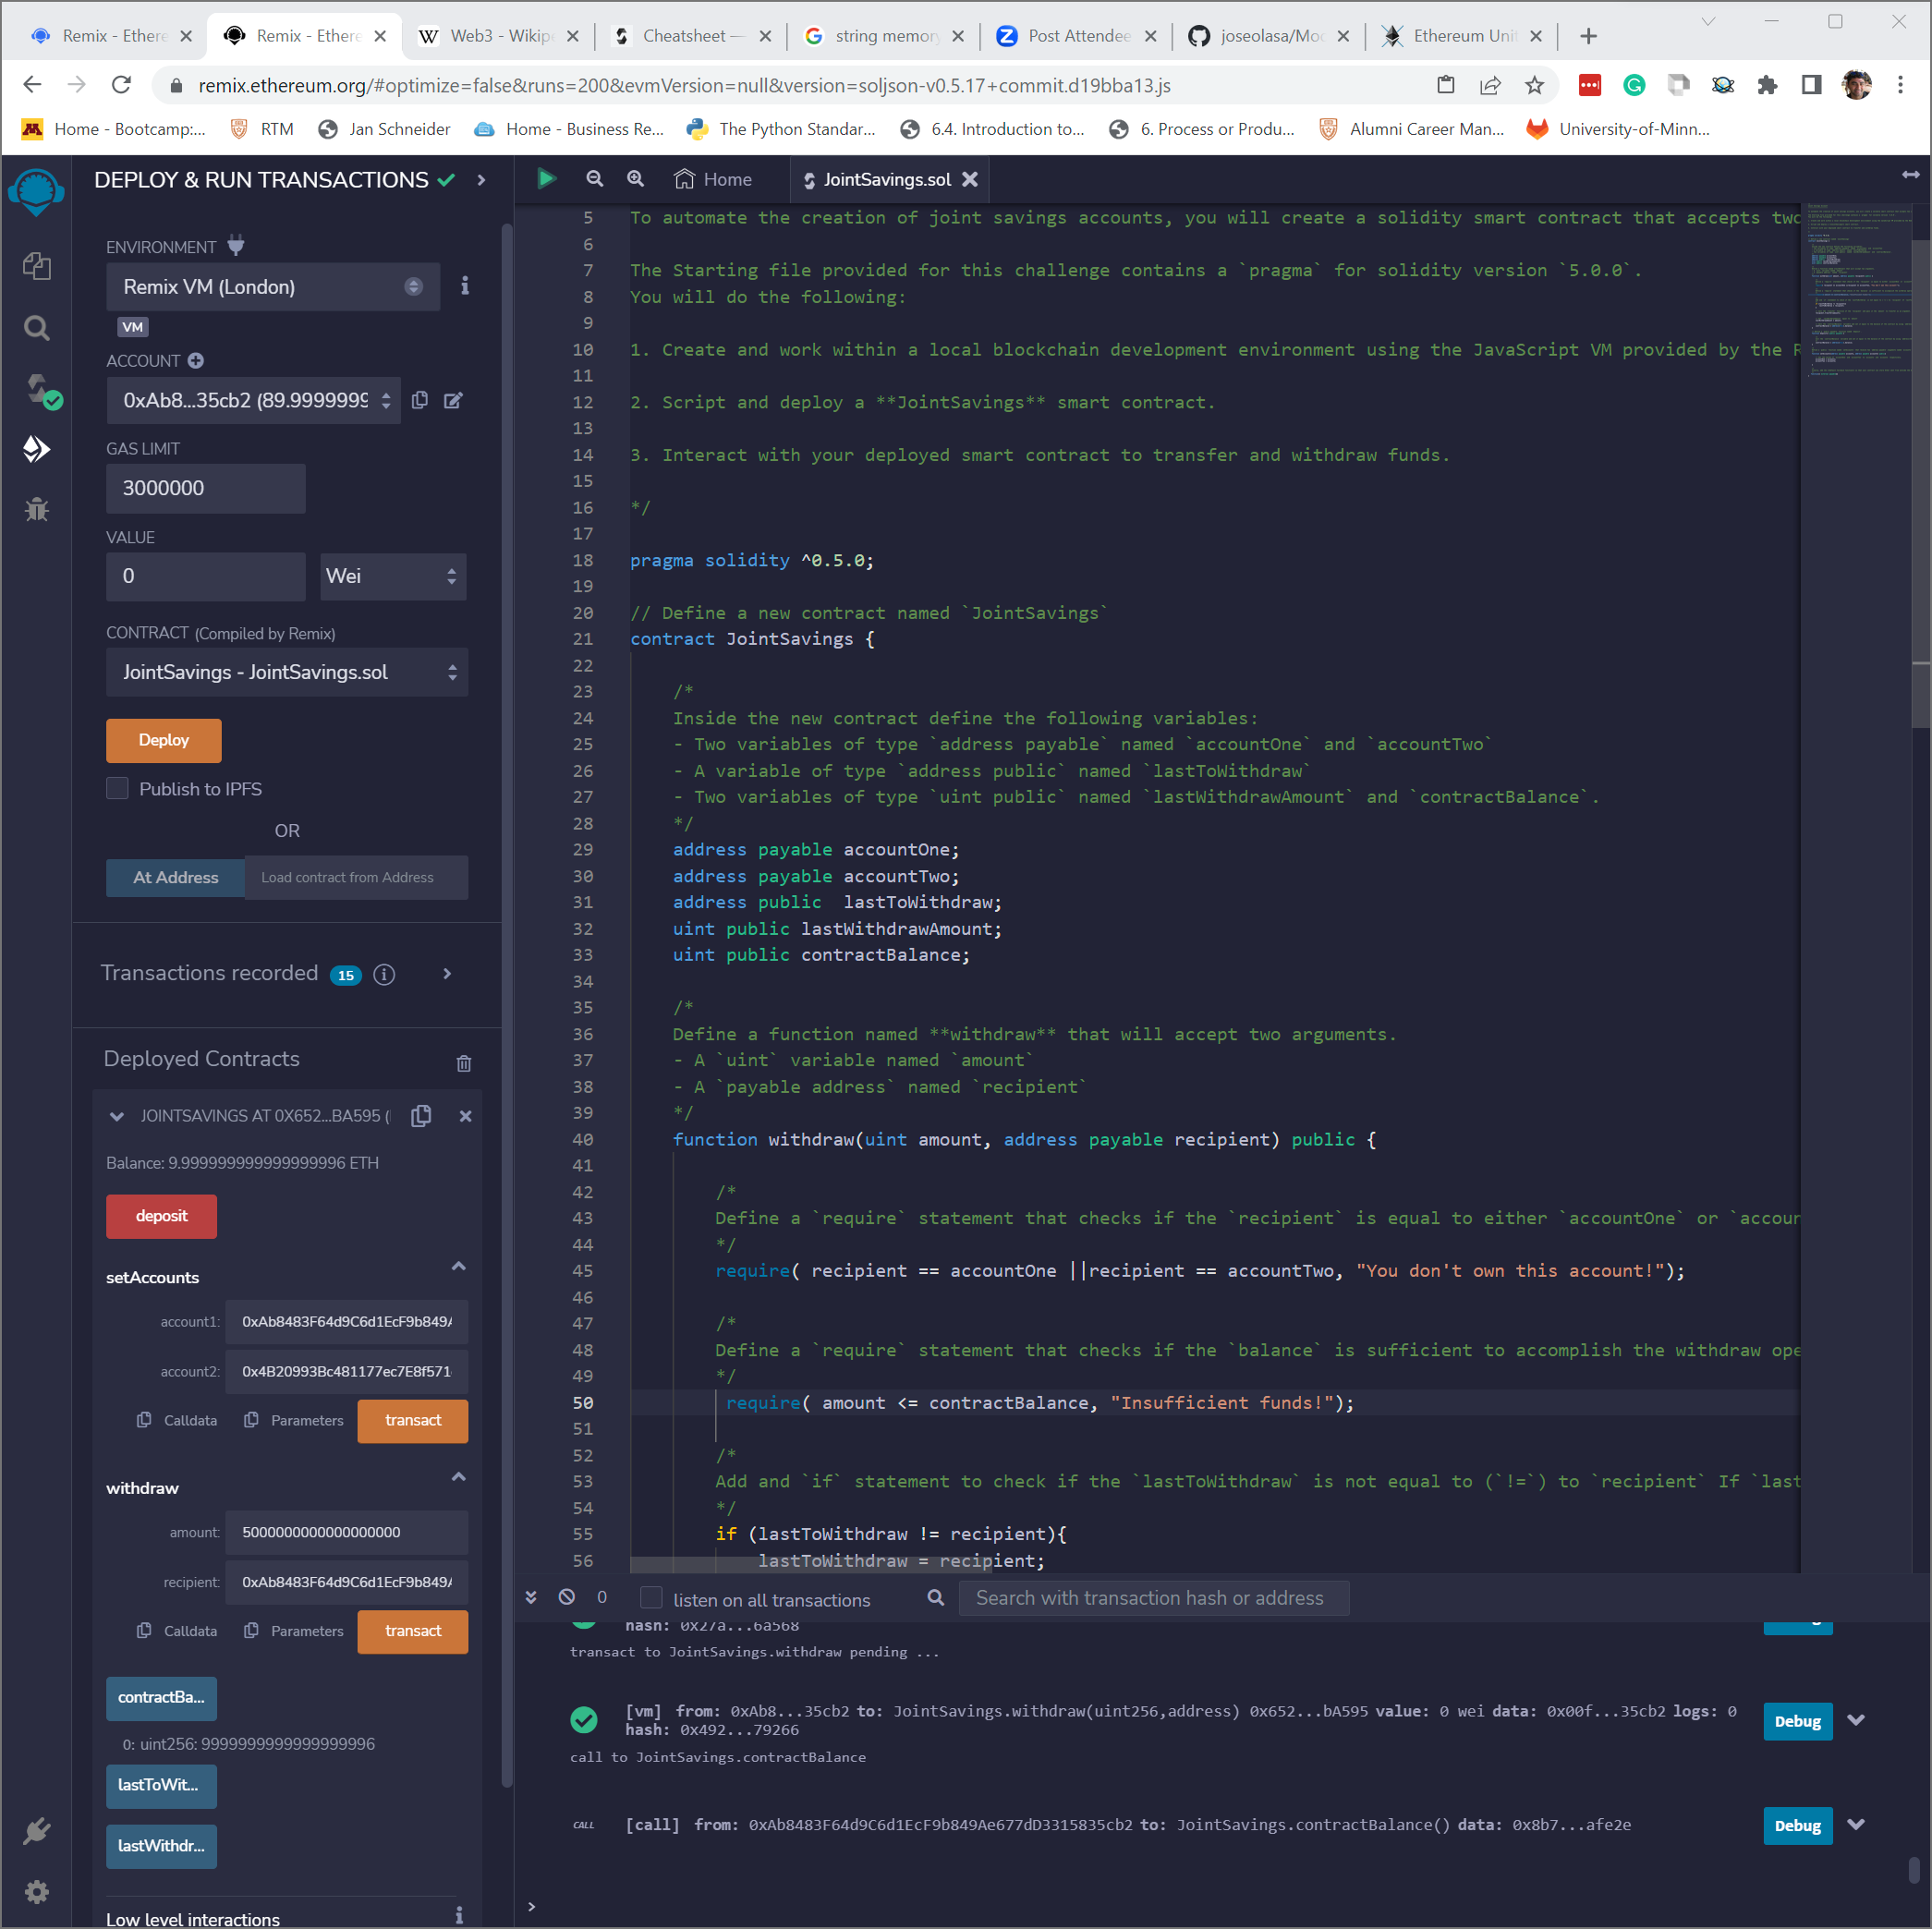 Remix - Ethere
Remix - Ethere
Web3 - Wikipe
Cheatsheet —
string memory
Post Attendee
joseolasa/Moc
Ethereum Unit
remix.ethereum.org/#optimize=false&runs=200&evmVersion=null&version=soljson-v0.5.17+commit.d19bba13.js
Home - Bootcamp:...
RTM
Jan Schneider
Home - Business Re...
The Python Standar...
6.4. Introduction to...
6. Process or Produ...
Alumni Career Man...
University-of-Minn...
DEPLOY & RUN TRANSACTIONS
ENVIRONMENT
Remix VM (London)
VM
ACCOUNT
0xAb8...35cb2 (89.9999999
GAS LIMIT
3000000
VALUE
0
Wei
CONTRACT (Compiled by Remix)
JointSavings - JointSavings.sol
Deploy
Publish to IPFS
OR
At Address
Load contract from Address
Transactions recorded 15
Deployed Contracts
JOINTSAVINGS AT 0X652...BA595 (
Balance: 9.999999999999999996 ETH
deposit
setAccounts
account1: 0xAb8483F64d9C6d1EcF9b849A
account2: 0x4B20993Bc481177ec7E8f571
Calldata Parameters transact
withdraw
amount: 5000000000000000000
recipient: 0xAb8483F64d9C6d1EcF9b849A
Calldata Parameters transact
contractBa...
0: uint256: 9999999999999999996
lastToWit...
lastWithdr...
Low level interactions
Home
JointSavings.sol
5 To automate the creation of joint savings accounts, you will create a solidity smart contract that accepts two
6
7 The Starting file provided for this challenge contains a `pragma` for solidity version `5.0.0`.
8 You will do the following:
9
10 1. Create and work within a local blockchain development environment using the JavaScript VM provided by the R
11
12 2. Script and deploy a **JointSavings** smart contract.
13
14 3. Interact with your deployed smart contract to transfer and withdraw funds.
15
16 */
17
18 pragma solidity ^0.5.0;
19
20 // Define a new contract named `JointSavings`
21 contract JointSavings {
22
23 /*
24 Inside the new contract define the following variables:
25 - Two variables of type `address payable` named `accountOne` and `accountTwo`
26 - A variable of type `address public` named `lastToWithdraw`
27 - Two variables of type `uint public` named `lastWithdrawAmount` and `contractBalance`.
28 */
29 address payable accountOne;
30 address payable accountTwo;
31 address public  lastToWithdraw;
32 uint public lastWithdrawAmount;
33 uint public contractBalance;
34
35 /*
36 Define a function named **withdraw** that will accept two arguments.
37 - A `uint` variable named `amount`
38 - A `payable address` named `recipient`
39 */
40 function withdraw(uint amount, address payable recipient) public {
41
42 /*
43 Define a `require` statement that checks if the `recipient` is equal to either `accountOne` or `accoun
44 */
45 require( recipient == accountOne ||recipient == accountTwo, "You don't own this account!");
46
47 /*
48 Define a `require` statement that checks if the `balance` is sufficient to accomplish the withdraw ope
49 */
50 require( amount <= contractBalance, "Insufficient funds!");
51
52 /*
53 Add and `if` statement to check if the `lastToWithdraw` is not equal to (`!=`) to `recipient` If `last
54 */
55 if (lastToWithdraw != recipient){
56 lastToWithdraw = recipient;
0
listen on all transactions
Search with transaction hash or address
hash: 0x27a...6a568
transact to JointSavings.withdraw pending ...
[vm] from: 0xAb8...35cb2 to: JointSavings.withdraw(uint256,address) 0x652...bA595 value: 0 wei data: 0x00f...35cb2 logs: 0
hash: 0x492...79266
Debug
call to JointSavings.contractBalance
CALL
[call] from: 0xAb8483F64d9C6d1EcF9b849Ae677dD3315835cb2 to: JointSavings.contractBalance() data: 0x8b7...afe2e
Debug
>